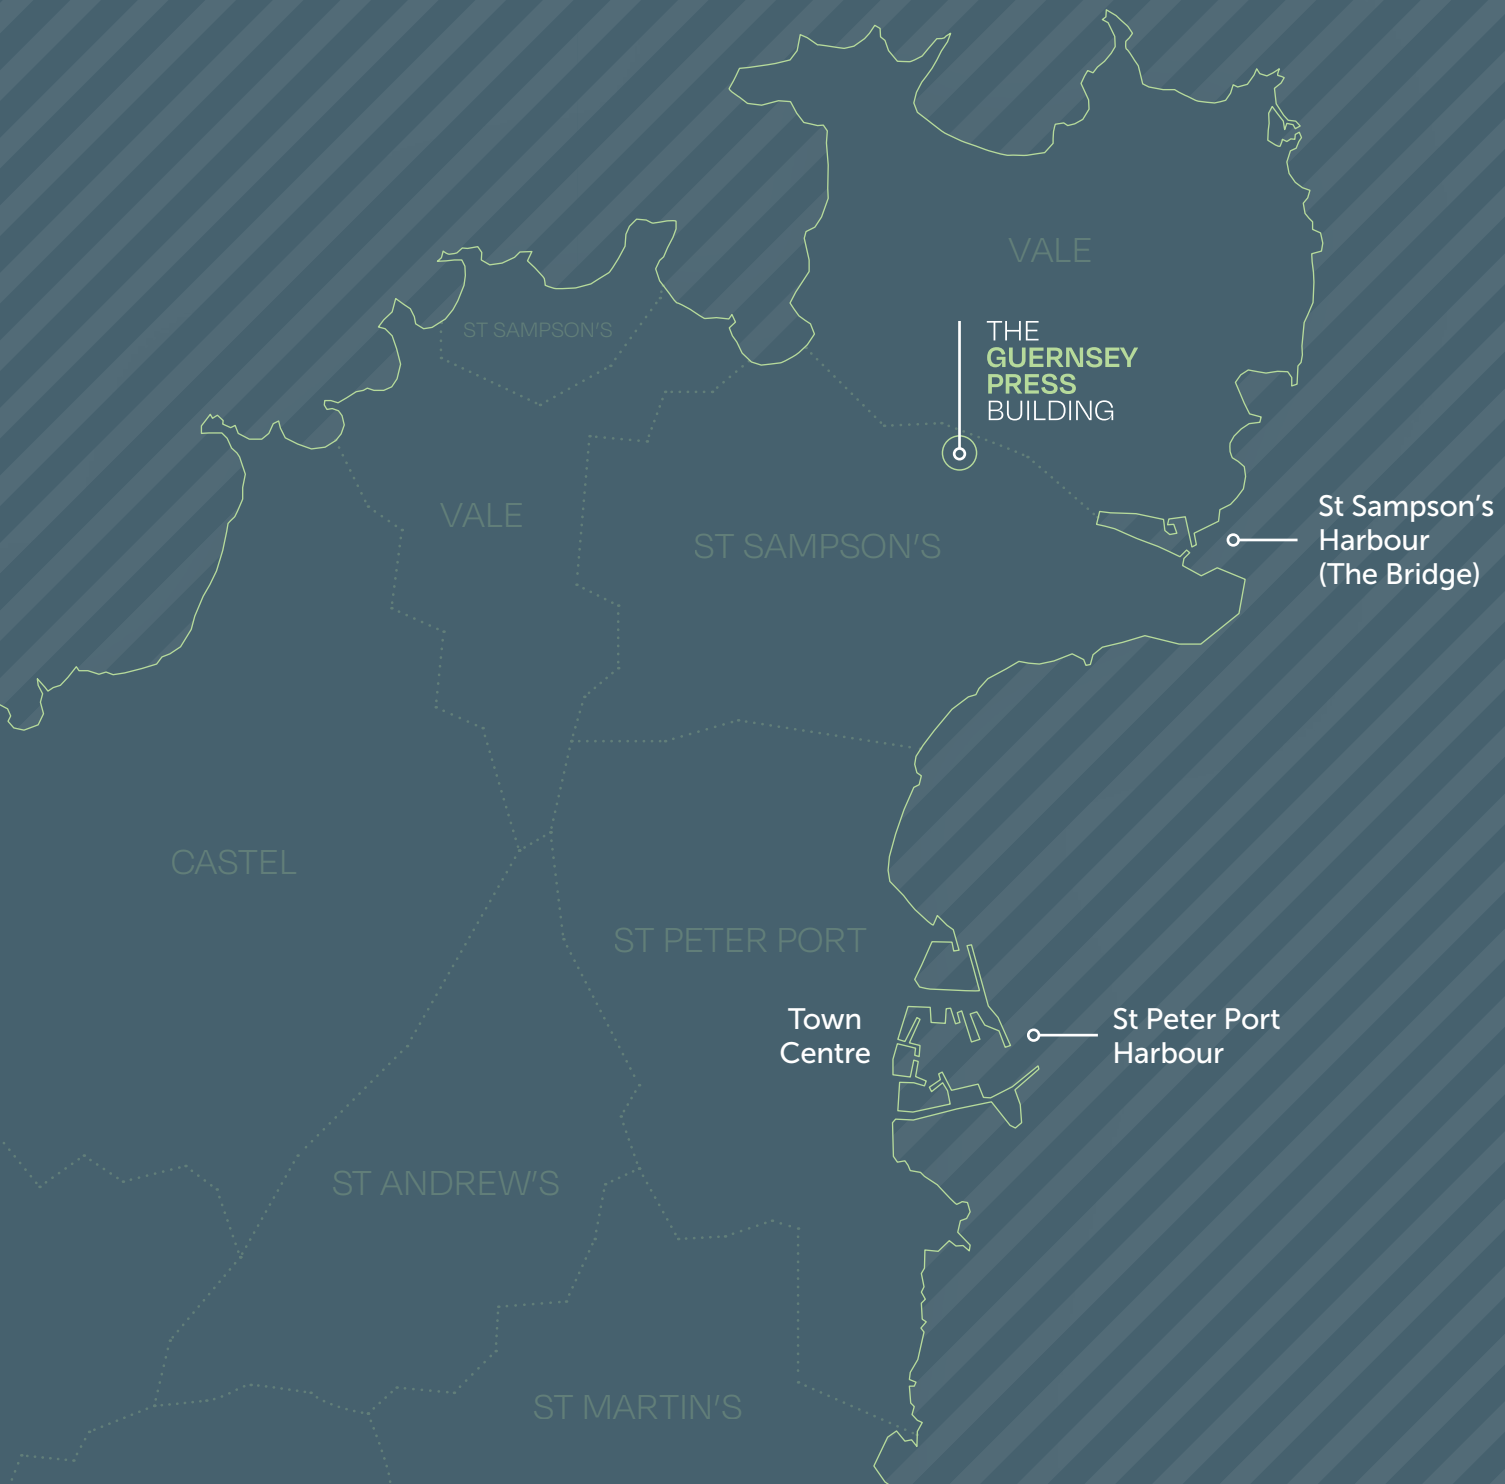 VALE
ST SAMPSON'S
THE
GUERNSEY
PRESS
BUILDING
VALE
ST SAMPSON'S
St Sampson's
Harbour
(The Bridge)
CASTEL
ST PETER PORT
Town
Centre
St Peter Port
Harbour
ST ANDREW'S
ST MARTIN'S